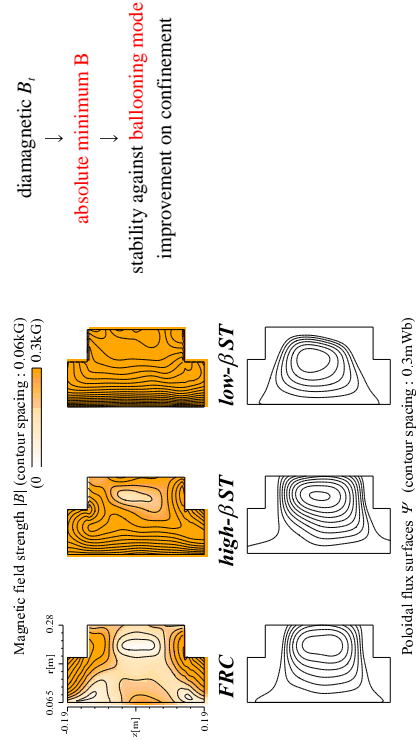 Magnetic field strength |B| (contour spacing : 0.06kG)
(0 0.3kG)
0.065 r[m] 0.28
-0.19
z[m]
0.19
FRC high-β ST low-β ST
Poloidal flux surfaces Ψ (contour spacing : 0.3mWb)
diamagnetic Bt
↓
absolute minimum B
↓
stability against ballooning mode
improvement on confinement